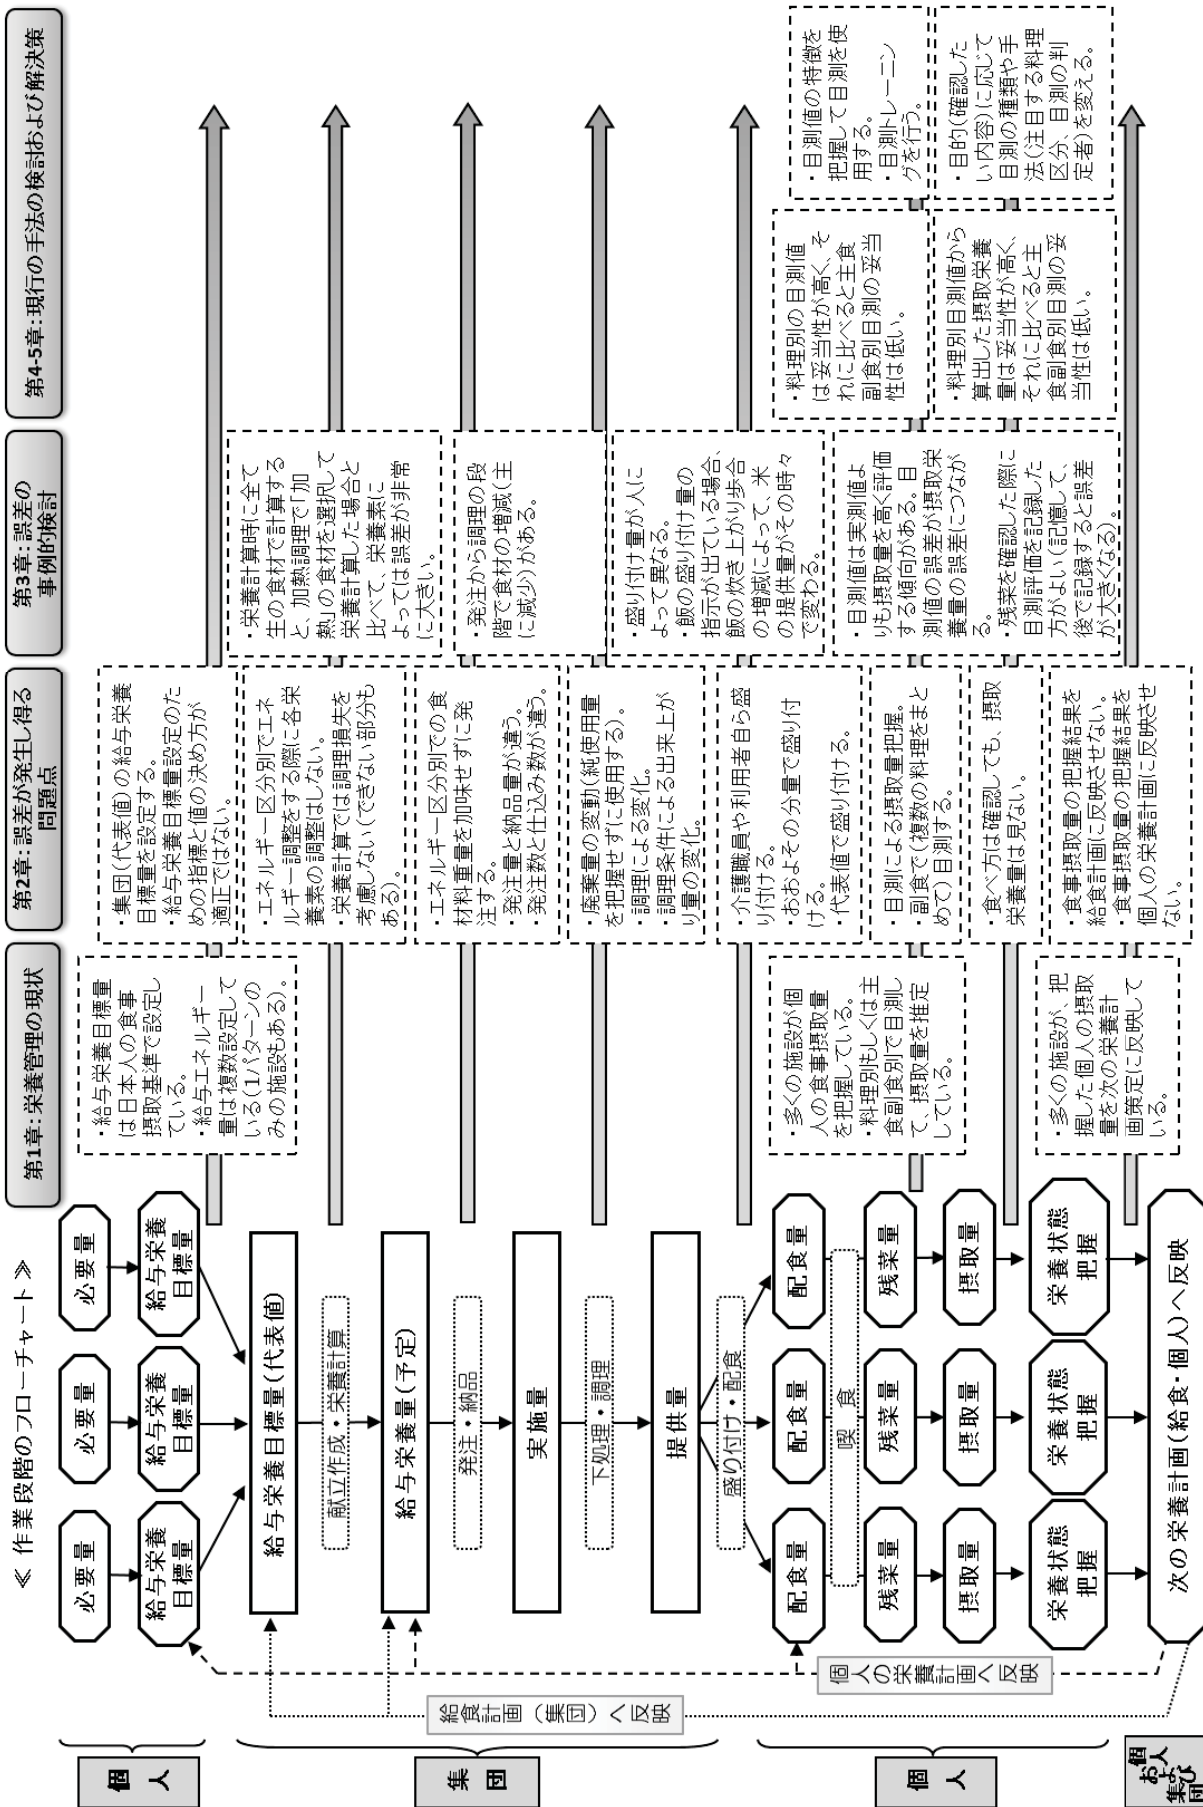 ≪ 作業段階のフローチャート ≫
第1章：栄養管理の現状
第2章：誤差が発生し得る
問題点
第3章：誤差の
事例的検討
第4-5章：現行の手法の検討および解決策
個人
必要量
必要量
必要量
給与栄養
目標量
給与栄養
目標量
給与栄養
目標量
・給与栄養目標量
は日本人の食事
摂取基準で設定し
ている。
・給与エネルギー
量は複数設定して
いる(1パターンの
みの施設もある)。
・集団(代表値)の給与栄養
目標量を設定する。
・給与栄養目標量設定のた
めの指標と値の決め方が
適正ではない。
集団
給与栄養目標量(代表値)
献立作成・栄養計算
・エネルギー区分別でエネ
ルギー調整をする際に各栄
養素の調整はしない。
・栄養計算では調理損失を
考慮しない(できない部分も
ある)。
・栄養計算時に全て
生の食材で計算する
と、加熱調理で「加
熱」の食材を選択して
栄養計算した場合と
比べて、栄養素に
よっては誤差が非常
に大きい。
給与栄養量(予定)
発注・納品
・エネルギー区分別での食
材料重量を加味せずに発
注する。
・発注量と納品量が違う。
・発注数と仕込み数が違う。
・発注から調理の段
階で食材の増減(主
に減少)がある。
実施量
下処理・調理
・廃棄量の変動(純使用量
を把握せずに使用する)。
・調理による変化。
・調理条件による出来上が
り量の変化。
提供量
盛り付け・配食
・介護職員や利用者自ら盛
り付ける。
・おおよその分量で盛り付
ける。
・代表値で盛り付ける。
・盛り付け量が人に
よって異なる。
・飯の盛り付け量の
指示が出ている場合、
飯の炊き上がり歩合
の増減によって、米
の提供量がその時々
で変わる。
個人
配食量
配食量
配食量
喫 食
残菜量
残菜量
残菜量
・多くの施設が個
人の食事摂取量
を把握している。
・料理別もしくは主
食副食別で目測し
て、摂取量を推定
している。
・目測による摂取量把握。
・副食で(複数の料理をまと
めて)目測する。
・目測値は実測値よ
りも摂取量を高く評価
する傾向がある。目
測値の誤差が摂取栄
養量の誤差につなが
る。
・残菜を確認した際に
目測評価を記録した
方がよい(記憶して、
後で記録すると誤差
が大きくなる)。
・料理別の目測値
は妥当性が高く、そ
れに比べると主食
副食別目測の妥当
性は低い。
・目測値の特徴を
把握して目測を使
用する。
・目測トレーニン
グを行う。
摂取量
摂取量
摂取量
・食べ方は確認しても、摂取
栄養量は見ない。
・料理別目測値から
算出した摂取栄養
量は妥当性が高く、
それに比べると主
食副食別目測の妥
当性は低い。
・目的(確認した
い内容)に応じて
目測の種類や手
法(注目する料理
区分、目測の判
定者)を変える。
栄養状態
把握
栄養状態
把握
栄養状態
把握
・多くの施設が、把
握した個人の摂取
量を次の栄養計
画策定に反映して
いる。
・食事摂取量の把握結果を
給食計画に反映させない。
・食事摂取量の把握結果を
個人の栄養計画に反映させ
ない。
個人
および
集団
次の栄養計画(給食・個人)へ反映
給食計画（集団）へ反映
個人の栄養計画へ反映